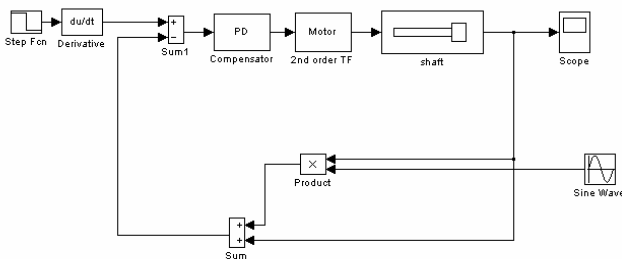 Step Fcn
du/dt
Derivative
+
−
Sum1
PD
Compensator
Motor
2nd order TF
shaft
Scope
×
Product
Sine Wave
+
+
Sum